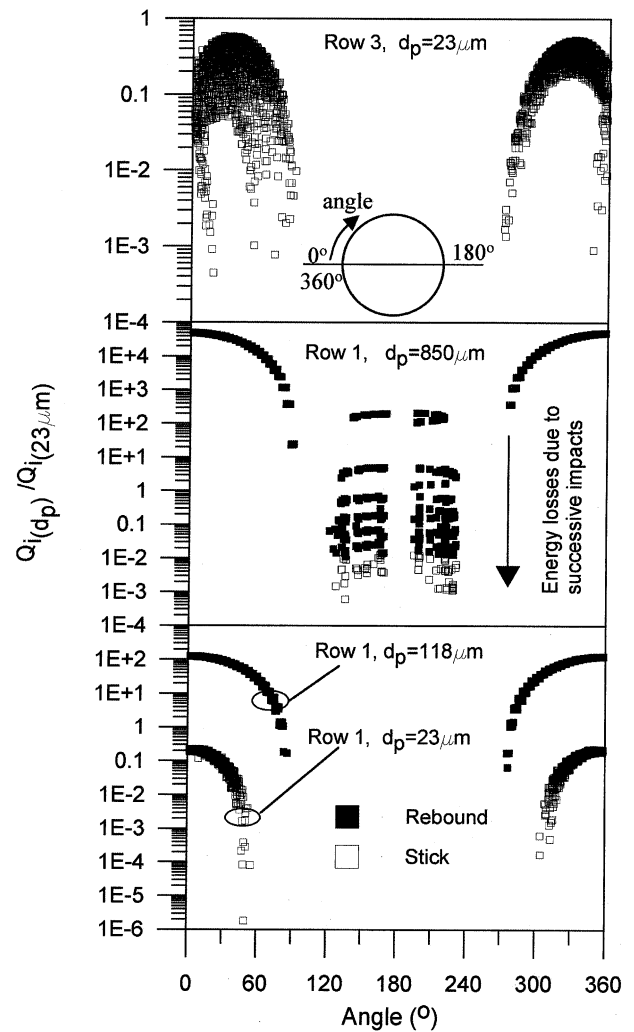 1
Row 3, dp=23μm
0.1
1E-2
angle
1E-3
0º
180º
360º
1E-4
1E+4
Row 1, dp=850μm
1E+3
1E+2
1E+1
1
0.1
1E-2
1E-3
1E-4
Energy losses due to
successive impacts
Qi(dp) /Qi(23μm)
1E+2
Row 1, dp=118μm
1E+1
1
Row 1, dp=23μm
0.1
1E-2
1E-3
1E-4
1E-5
1E-6
Rebound
Stick
0 60 120 180 240 300 360
Angle (º)